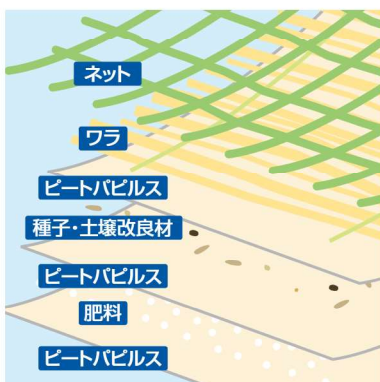 ネット
ワラ
ピートパピルス
種子・土壌改良材
ピートパピルス
肥料
ピートパピルス